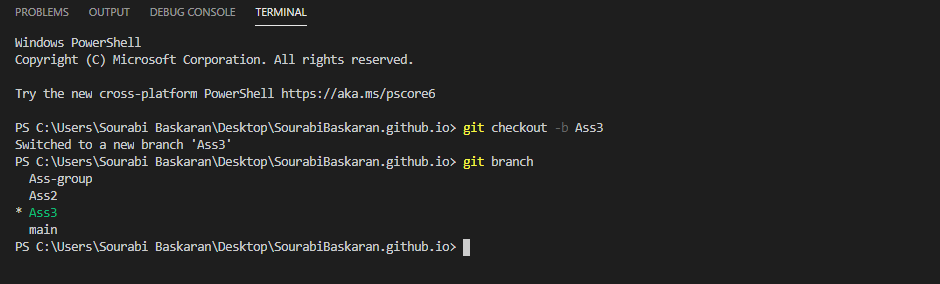 PROBLEMS OUTPUT DEBUG CONSOLE TERMINAL
Windows PowerShell
Copyright (C) Microsoft Corporation. All rights reserved.
Try the new cross-platform PowerShell https://aka.ms/pscore6
PS C:\Users\Sourabi Baskaran\Desktop\SourabiBaskaran.github.io> git checkout -b Ass3
Switched to a new branch 'Ass3'
PS C:\Users\Sourabi Baskaran\Desktop\SourabiBaskaran.github.io> git branch
Ass-group
Ass2
* Ass3
main
PS C:\Users\Sourabi Baskaran\Desktop\SourabiBaskaran.github.io>